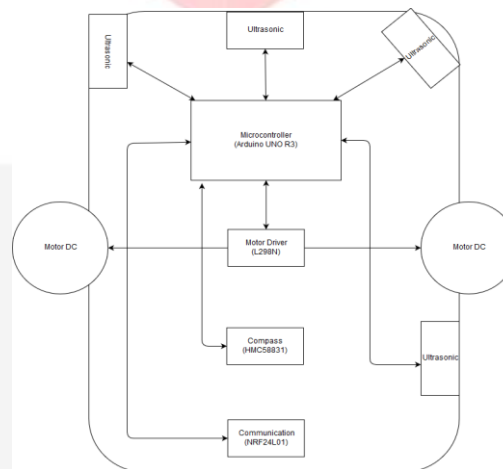 Ultrasonic
Ultrasonic
Ultrasonic
Microcontroller
(Arduino UNO R3)
Motor DC
Motor Driver
(L298N)
Motor DC
Compass
(HMC58831)
Ultrasonic
Communication
(NRF24L01)